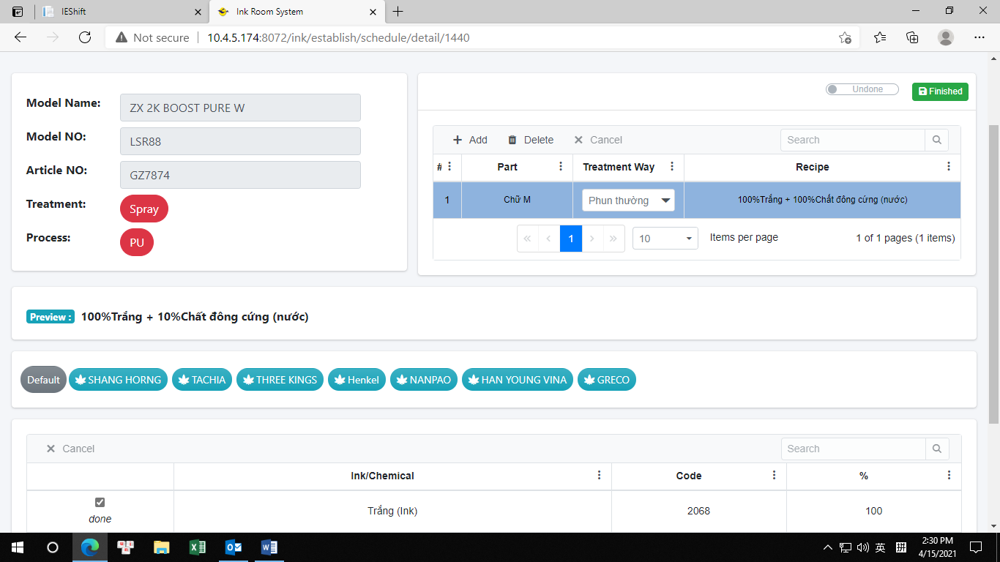 IEShift
Ink Room System
Not secure
10.4.5.174:8072/ink/establish/schedule/detail/1440
Model Name:
ZX 2K BOOST PURE W
Model NO:
LSR88
Article NO:
GZ7874
Treatment:
Spray
Process:
PU
Undone
Finished
Add
Delete
Cancel
Search
# Part Treatment Way Recipe
1 Chữ M Phun thường 100%Trắng + 100%Chất đông cứng (nước)
« ‹ 1 › » 10 Items per page 1 of 1 pages (1 items)
Preview : 100%Trắng + 10%Chất đông cứng (nước)
Default SHANG HORNG TACHIA THREE KINGS Henkel NANPAO HAN YOUNG VINA GRECO
Cancel
Search
Ink/Chemical Code %
done Trắng (Ink) 2068 100
英
2:30 PM
4/15/2021